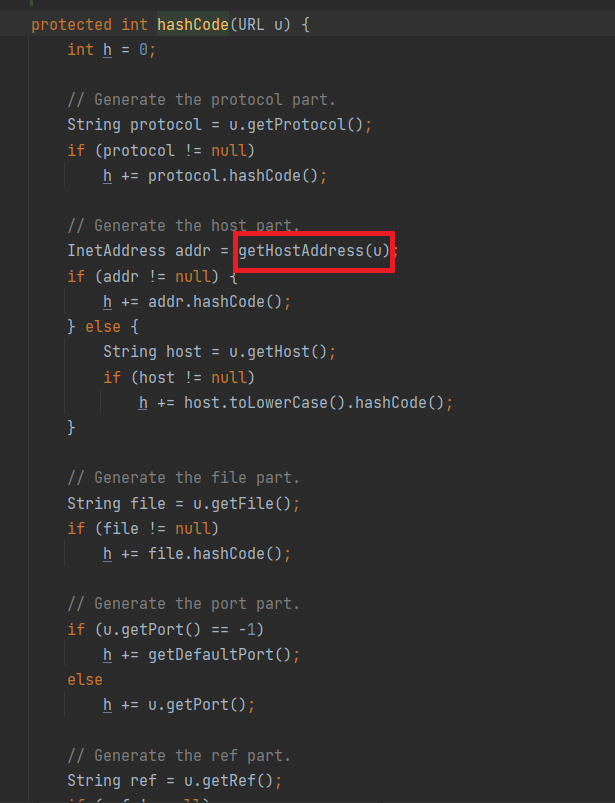 protected int hashCode(URL u) {
int h = 0;
// Generate the protocol part.
String protocol = u.getProtocol();
if (protocol != null)
h += protocol.hashCode();
// Generate the host part.
InetAddress addr = getHostAddress(u);
if (addr != null) {
h += addr.hashCode();
} else {
String host = u.getHost();
if (host != null)
h += host.toLowerCase().hashCode();
}
// Generate the file part.
String file = u.getFile();
if (file != null)
h += file.hashCode();
// Generate the port part.
if (u.getPort() == -1)
h += getDefaultPort();
else
h += u.getPort();
// Generate the ref part.
String ref = u.getRef();